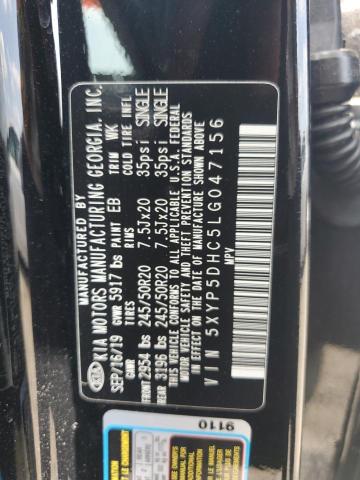 MANUFACTURED BY
KIA KIA MOTORS MANUFACTURING GEORGIA, INC.
SEP/16/19 GVWR 5917 lbs PAINT EB TRIM WK
GAWR TIRES RIMS COLD TIRE INFL
FRONT 2954 lbs 245/50R20 7.5Jx20 35psi SINGLE
REAR 3196 lbs 245/50R20 7.5Jx20 35psi SINGLE
THIS VEHICLE CONFORMS TO ALL APPLICABLE U.S.A. FEDERAL
MOTOR VEHICLE SAFETY AND THEFT PREVENTION STANDARDS
IN EFFECT ON THE DATE OF MANUFACTURE SHOWN ABOVE
VIN 5XYP5DHC5LG047156
MPV
9110